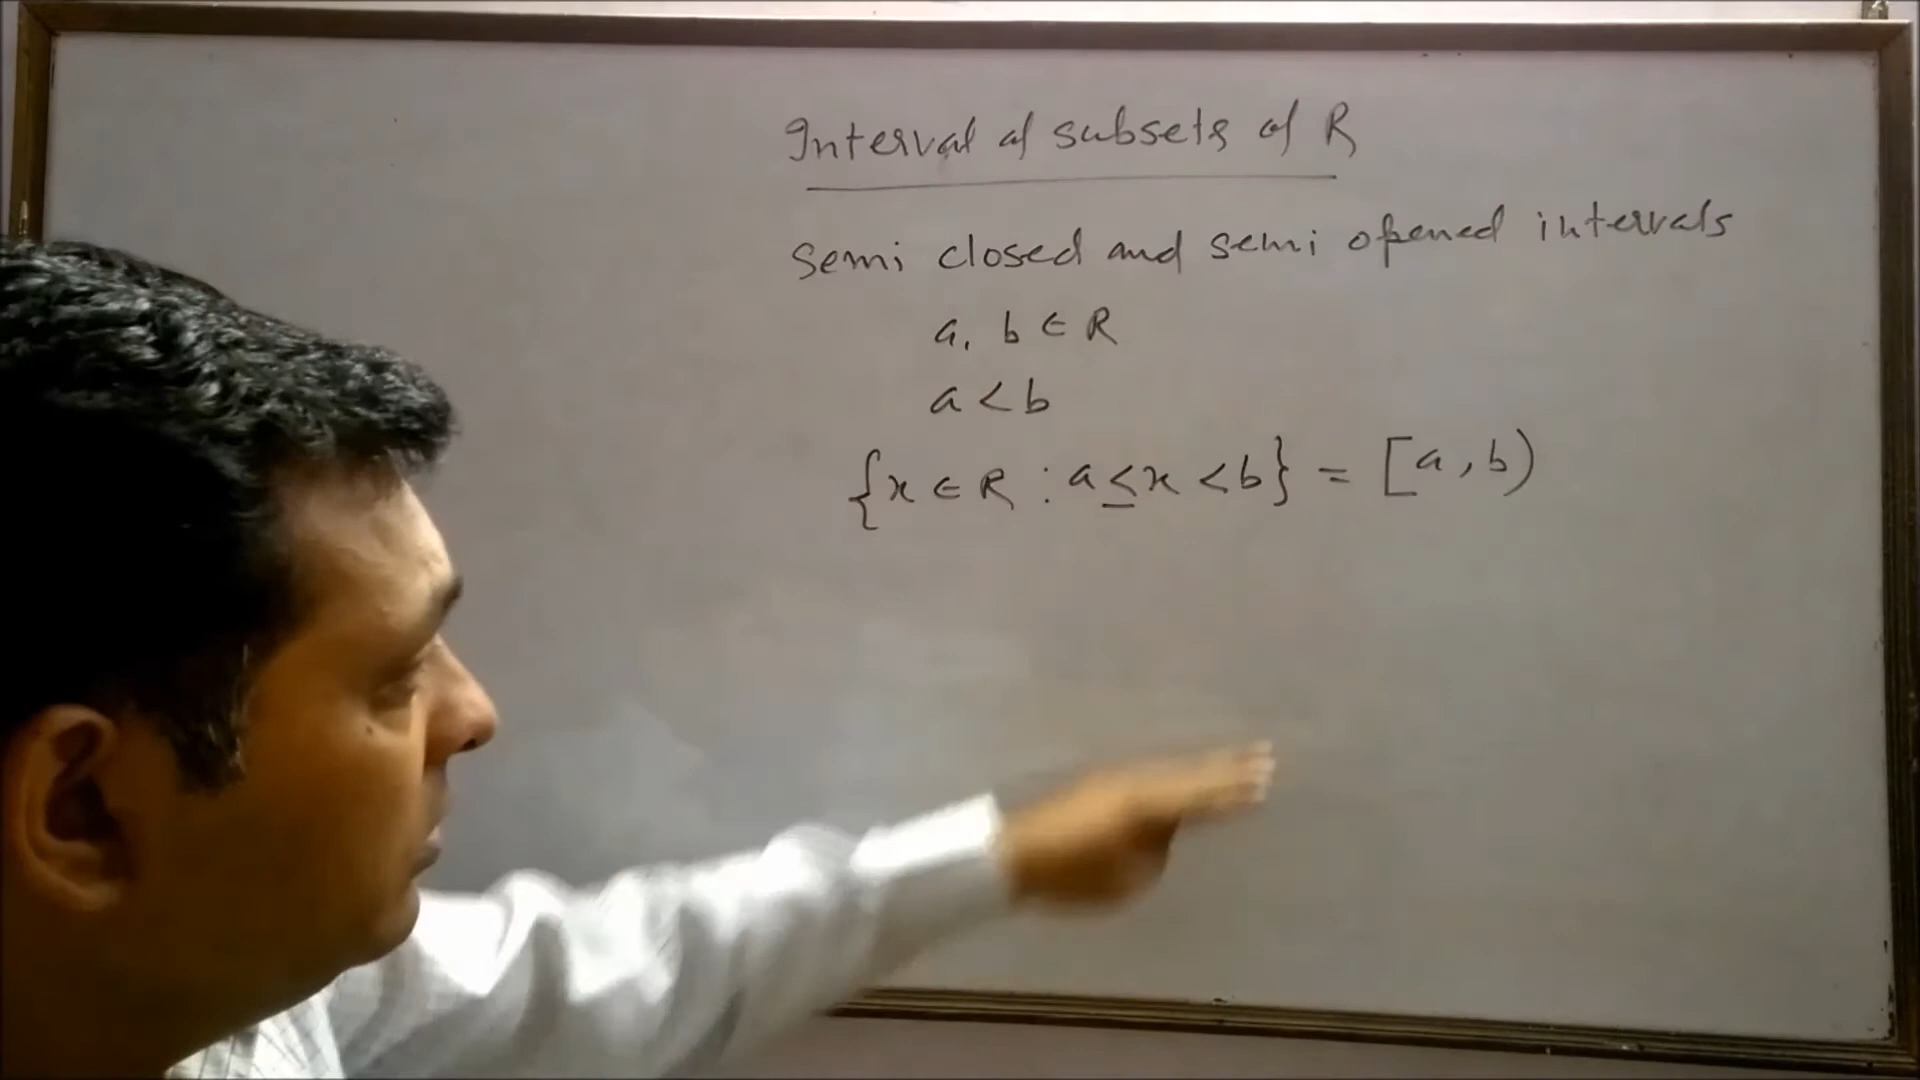 Interval of subsets of R
semi closed and semi opened intervals
a, b ∈ R
a < b
{x ∈ R : a ≤ x < b} = [a, b)